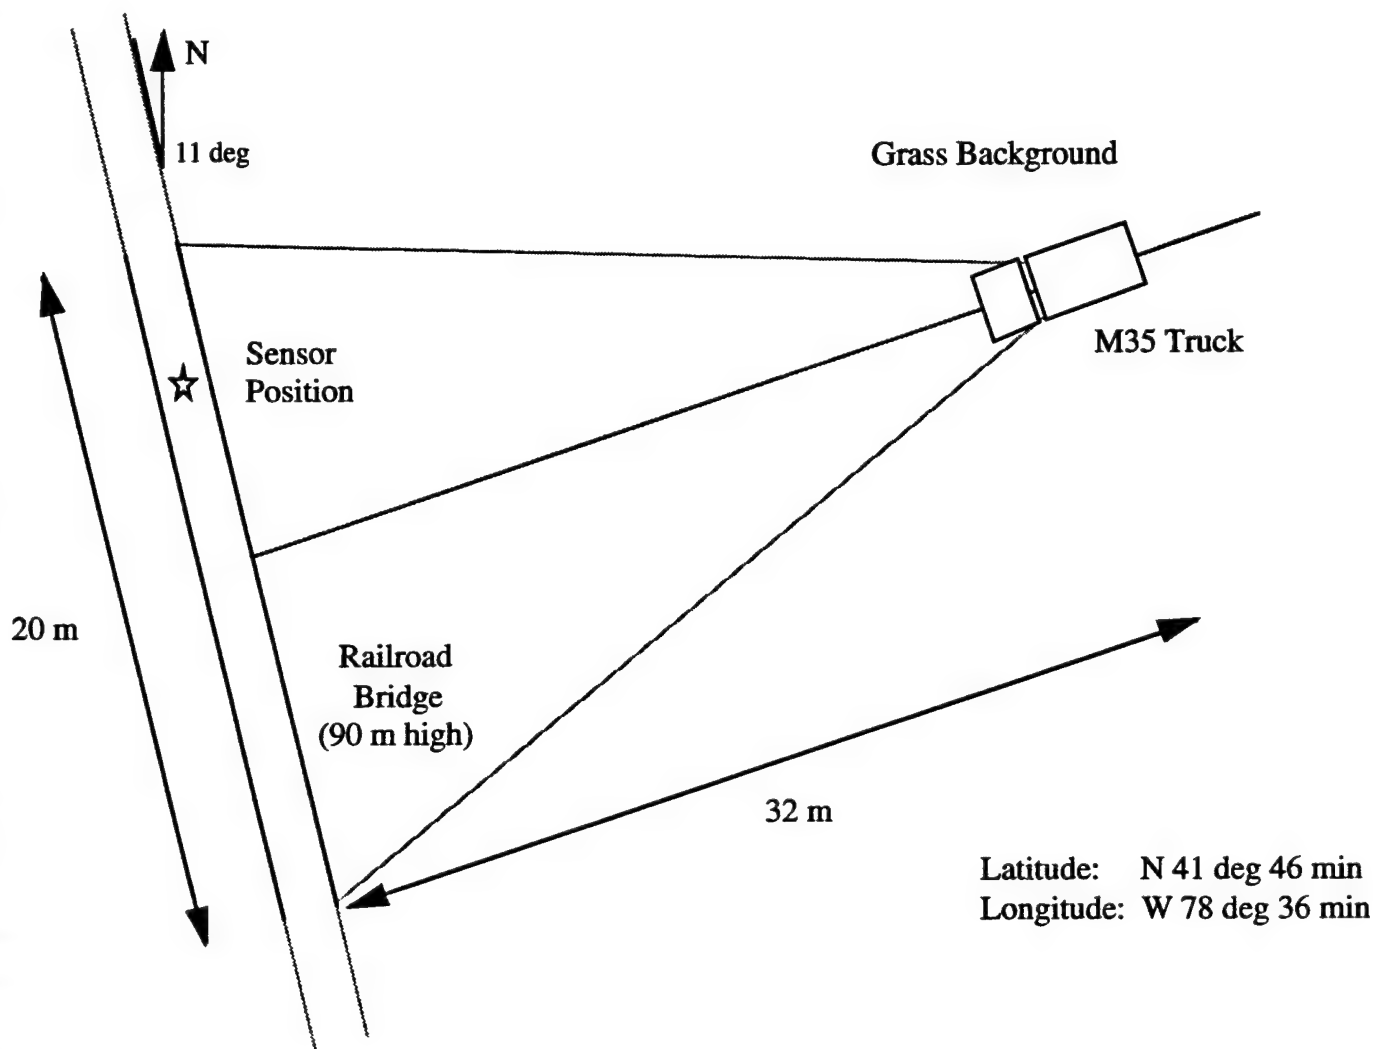 N
11 deg
Grass Background
M35 Truck
Sensor
Position
20 m
Railroad
Bridge
(90 m high)
32 m
Latitude: N 41 deg 46 min
Longitude: W 78 deg 36 min